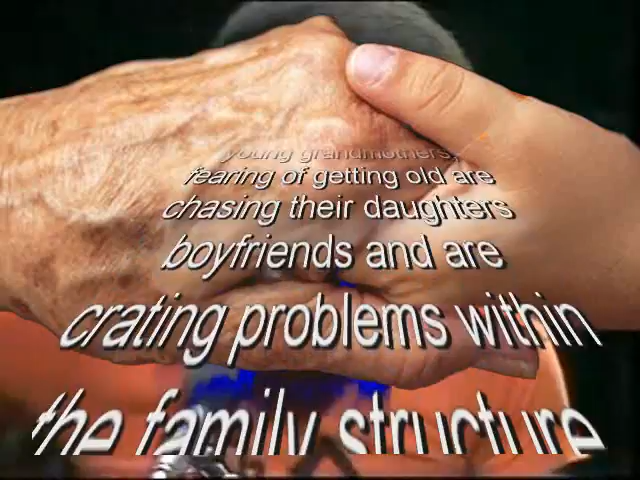 young grandmothers,
fearing of getting old are
chasing their daughters
boyfriends and are
crating problems within
the family structure